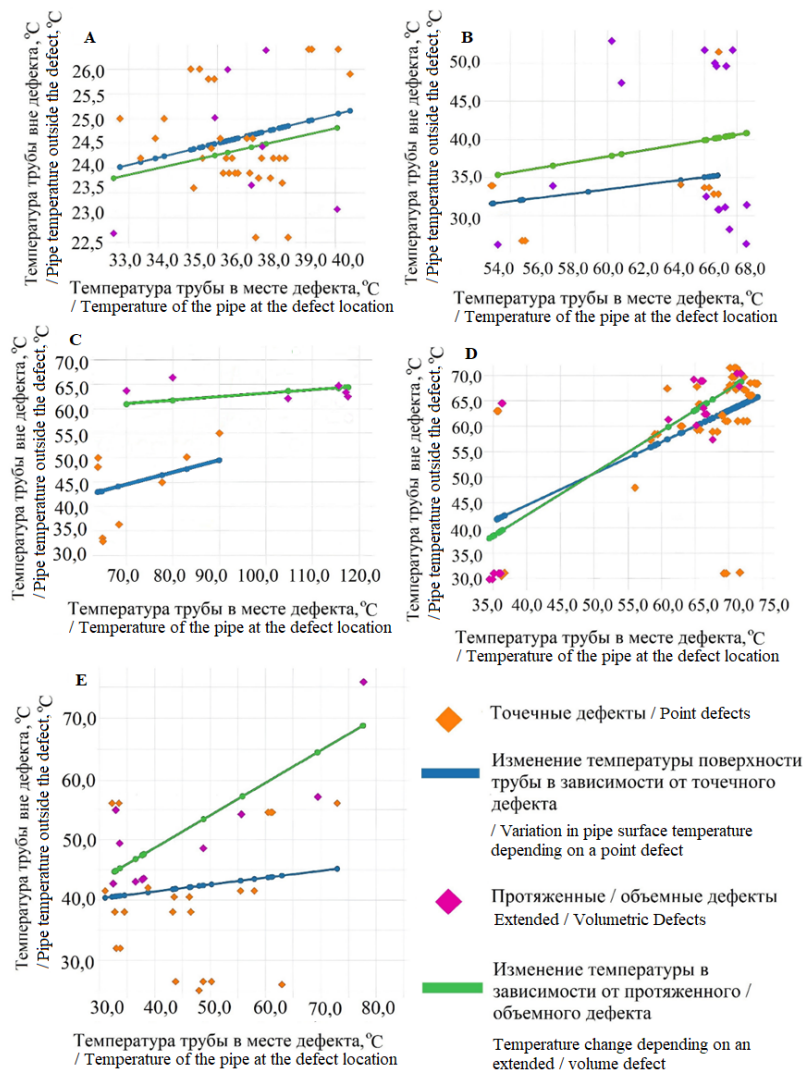 A
Температура трубы вне дефекта, °C
/ Pipe temperature outside the defect, °C
26,0
25,5
25,0
24,5
24,0
23,5
23,0
22,5
33,0 34,0 35,0 36,0 37,0 38,0 39,0 40,0
Температура трубы в месте дефекта, °C
/ Temperature of the pipe at the defect location
B
Температура трубы вне дефекта, °C
/ Pipe temperature outside the defect, °C
50,0
45,0
40,0
35,0
30,0
54,0 56,0 58,0 60,0 62,0 64,0 66,0 68,0
Температура трубы в месте дефекта, °C
/ Temperature of the pipe at the defect location
C
Температура трубы вне дефекта, °C
/ Pipe temperature outside the defect, °C
70,0
65,0
60,0
55,0
50,0
45,0
40,0
35,0
30,0
70,0 80,0 90,0 100,0 110,0 120,0
Температура трубы в месте дефекта, °C
/ Temperature of the pipe at the defect location
D
Температура трубы вне дефекта, °C
/ Pipe temperature outside the defect, °C
70,0
65,0
60,0
55,0
50,0
45,0
40,0
35,0
30,0
35,0 40,0 45,0 50,0 55,0 60,0 65,0 70,0 75,0
Температура трубы в месте дефекта, °C
/ Temperature of the pipe at the defect location
E
Температура трубы вне дефекта, °C
/ Pipe temperature outside the defect, °C
70,0
60,0
50,0
40,0
30,0
30,0 40,0 50,0 60,0 70,0 80,0
Температура трубы в месте дефекта, °C
/ Temperature of the pipe at the defect location
Точечные дефекты / Point defects
Изменение температуры поверхности
трубы в зависимости от точечного
дефекта
/ Variation in pipe surface temperature
depending on a point defect
Протяженные / объемные дефекты
Extended / Volumetric Defects
Изменение температуры в
зависимости от протяженного /
объемного дефекта
Temperature change depending on an
extended / volume defect